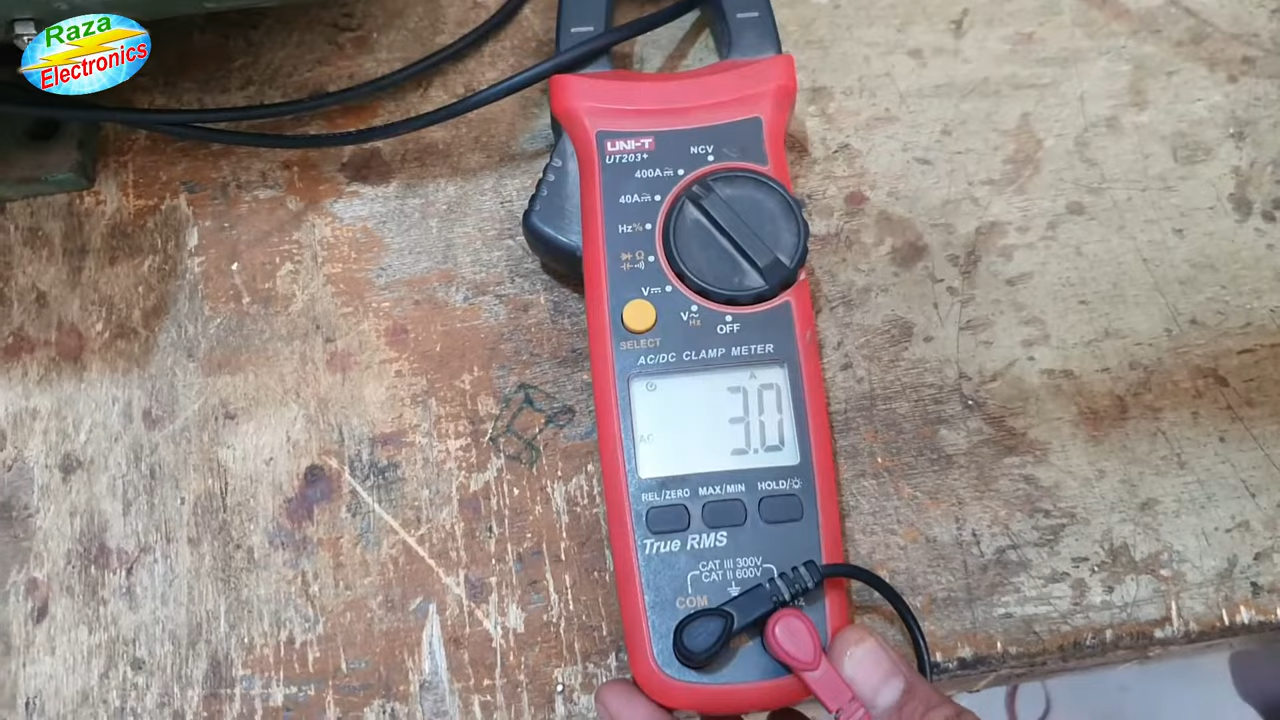 Raza
Electronics
UNI-T
UT203+
NCV
400A
40A
Hz%
Ω
V
V~
Hz
OFF
SELECT
AC/DC CLAMP METER
A
AC
3.0
REL/ZERO MAX/MIN HOLD/
True RMS
CAT III 300V
CAT II 600V
COM